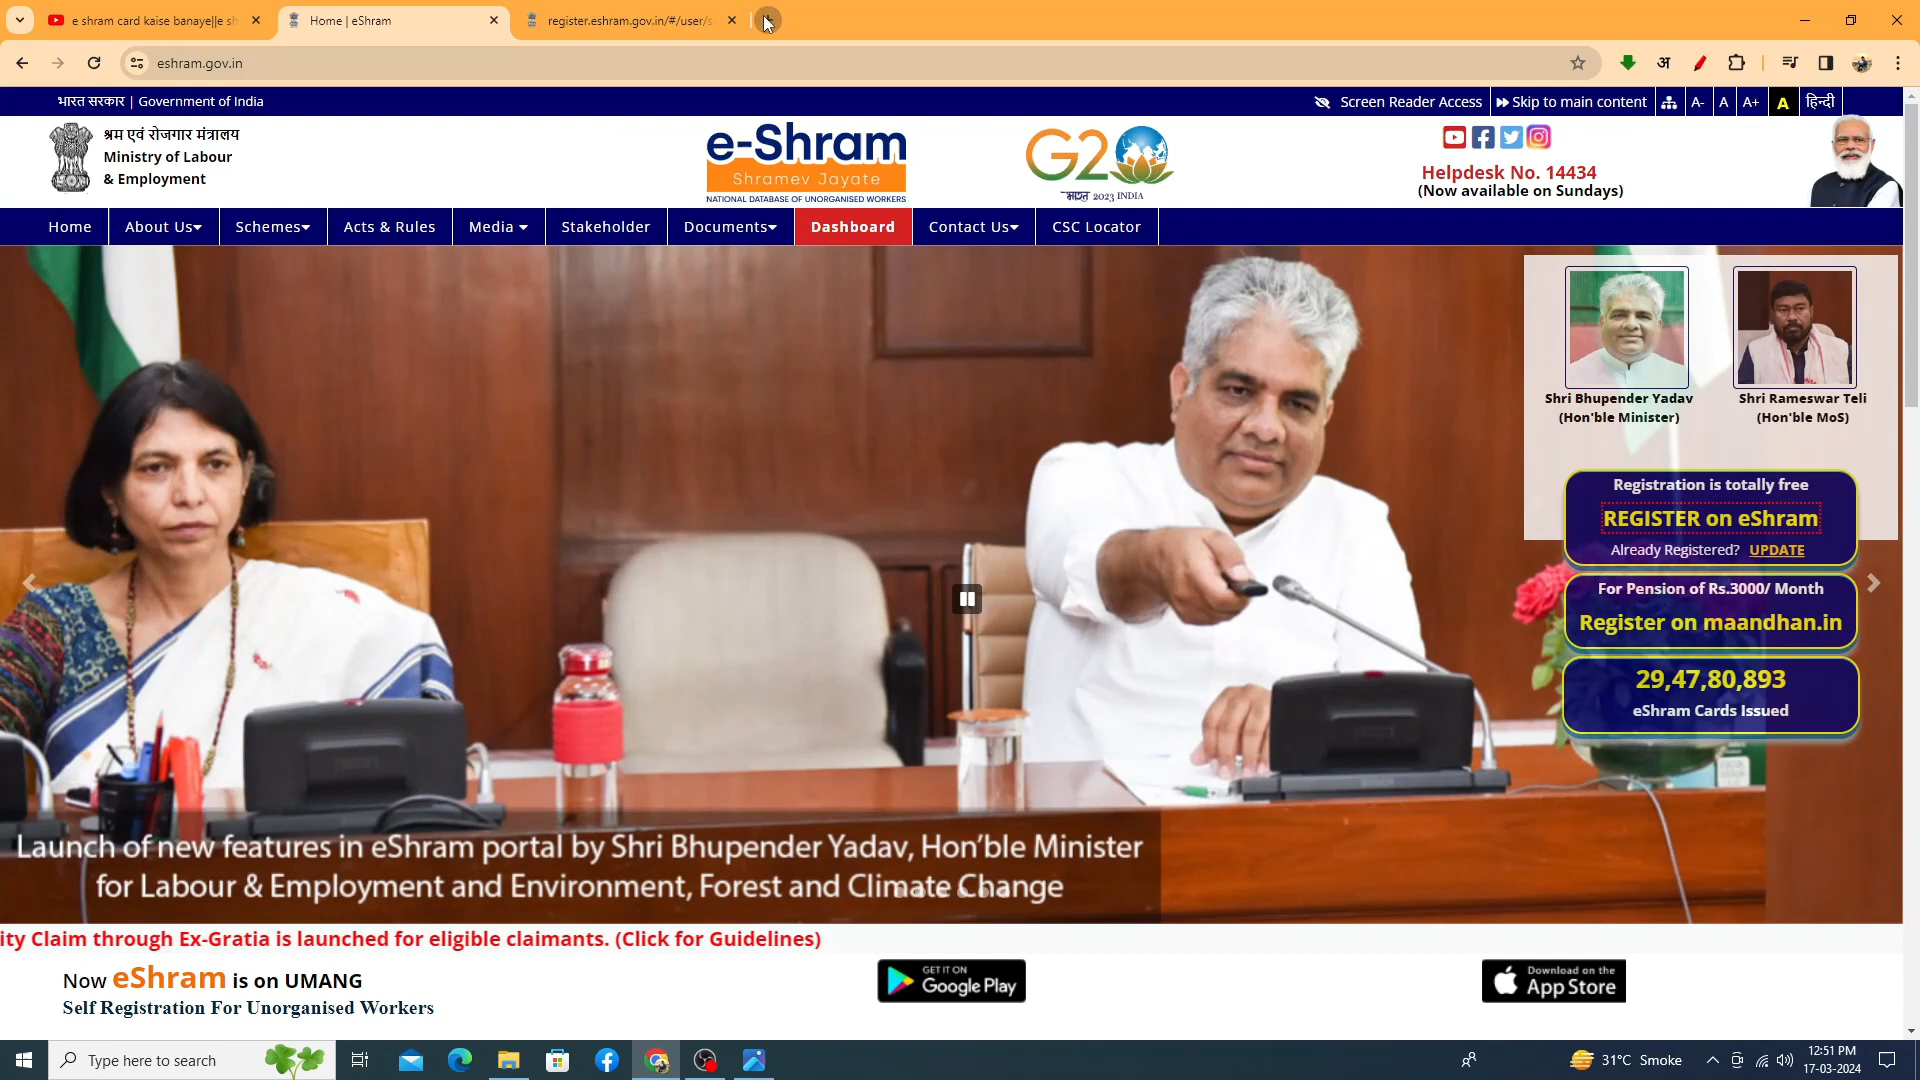 e shram card kaise banaye||e sh
Home | eShram
register.eshram.gov.in/#/user/s
eshram.gov.in
अ
भारत सरकार | Government of India
Screen Reader Access
Skip to main content
A-
A
A+
A
हिन्दी
श्रम एवं रोजगार मंत्रालय
Ministry of Labour
& Employment
e-Shram
Shramev Jayate
NATIONAL DATABASE OF UNORGANISED WORKERS
G20
भारत 2023 INDIA
Helpdesk No. 14434
(Now available on Sundays)
Home
About Us
Schemes
Acts & Rules
Media
Stakeholder
Documents
Dashboard
Contact Us
CSC Locator
Shri Bhupender Yadav
(Hon'ble Minister)
Shri Rameswar Teli
(Hon'ble MoS)
Registration is totally free
REGISTER on eShram
Already Registered? UPDATE
For Pension of Rs.3000/ Month
Register on maandhan.in
29,47,80,893
eShram Cards Issued
Launch of new features in eShram portal by Shri Bhupender Yadav, Hon'ble Minister
for Labour & Employment and Environment, Forest and Climate Change
ity Claim through Ex-Gratia is launched for eligible claimants. (Click for Guidelines)
Now eShram is on UMANG
Self Registration For Unorganised Workers
GET IT ON
Google Play
Download on the
App Store
Type here to search
31°C Smoke
12:51 PM
17-03-2024